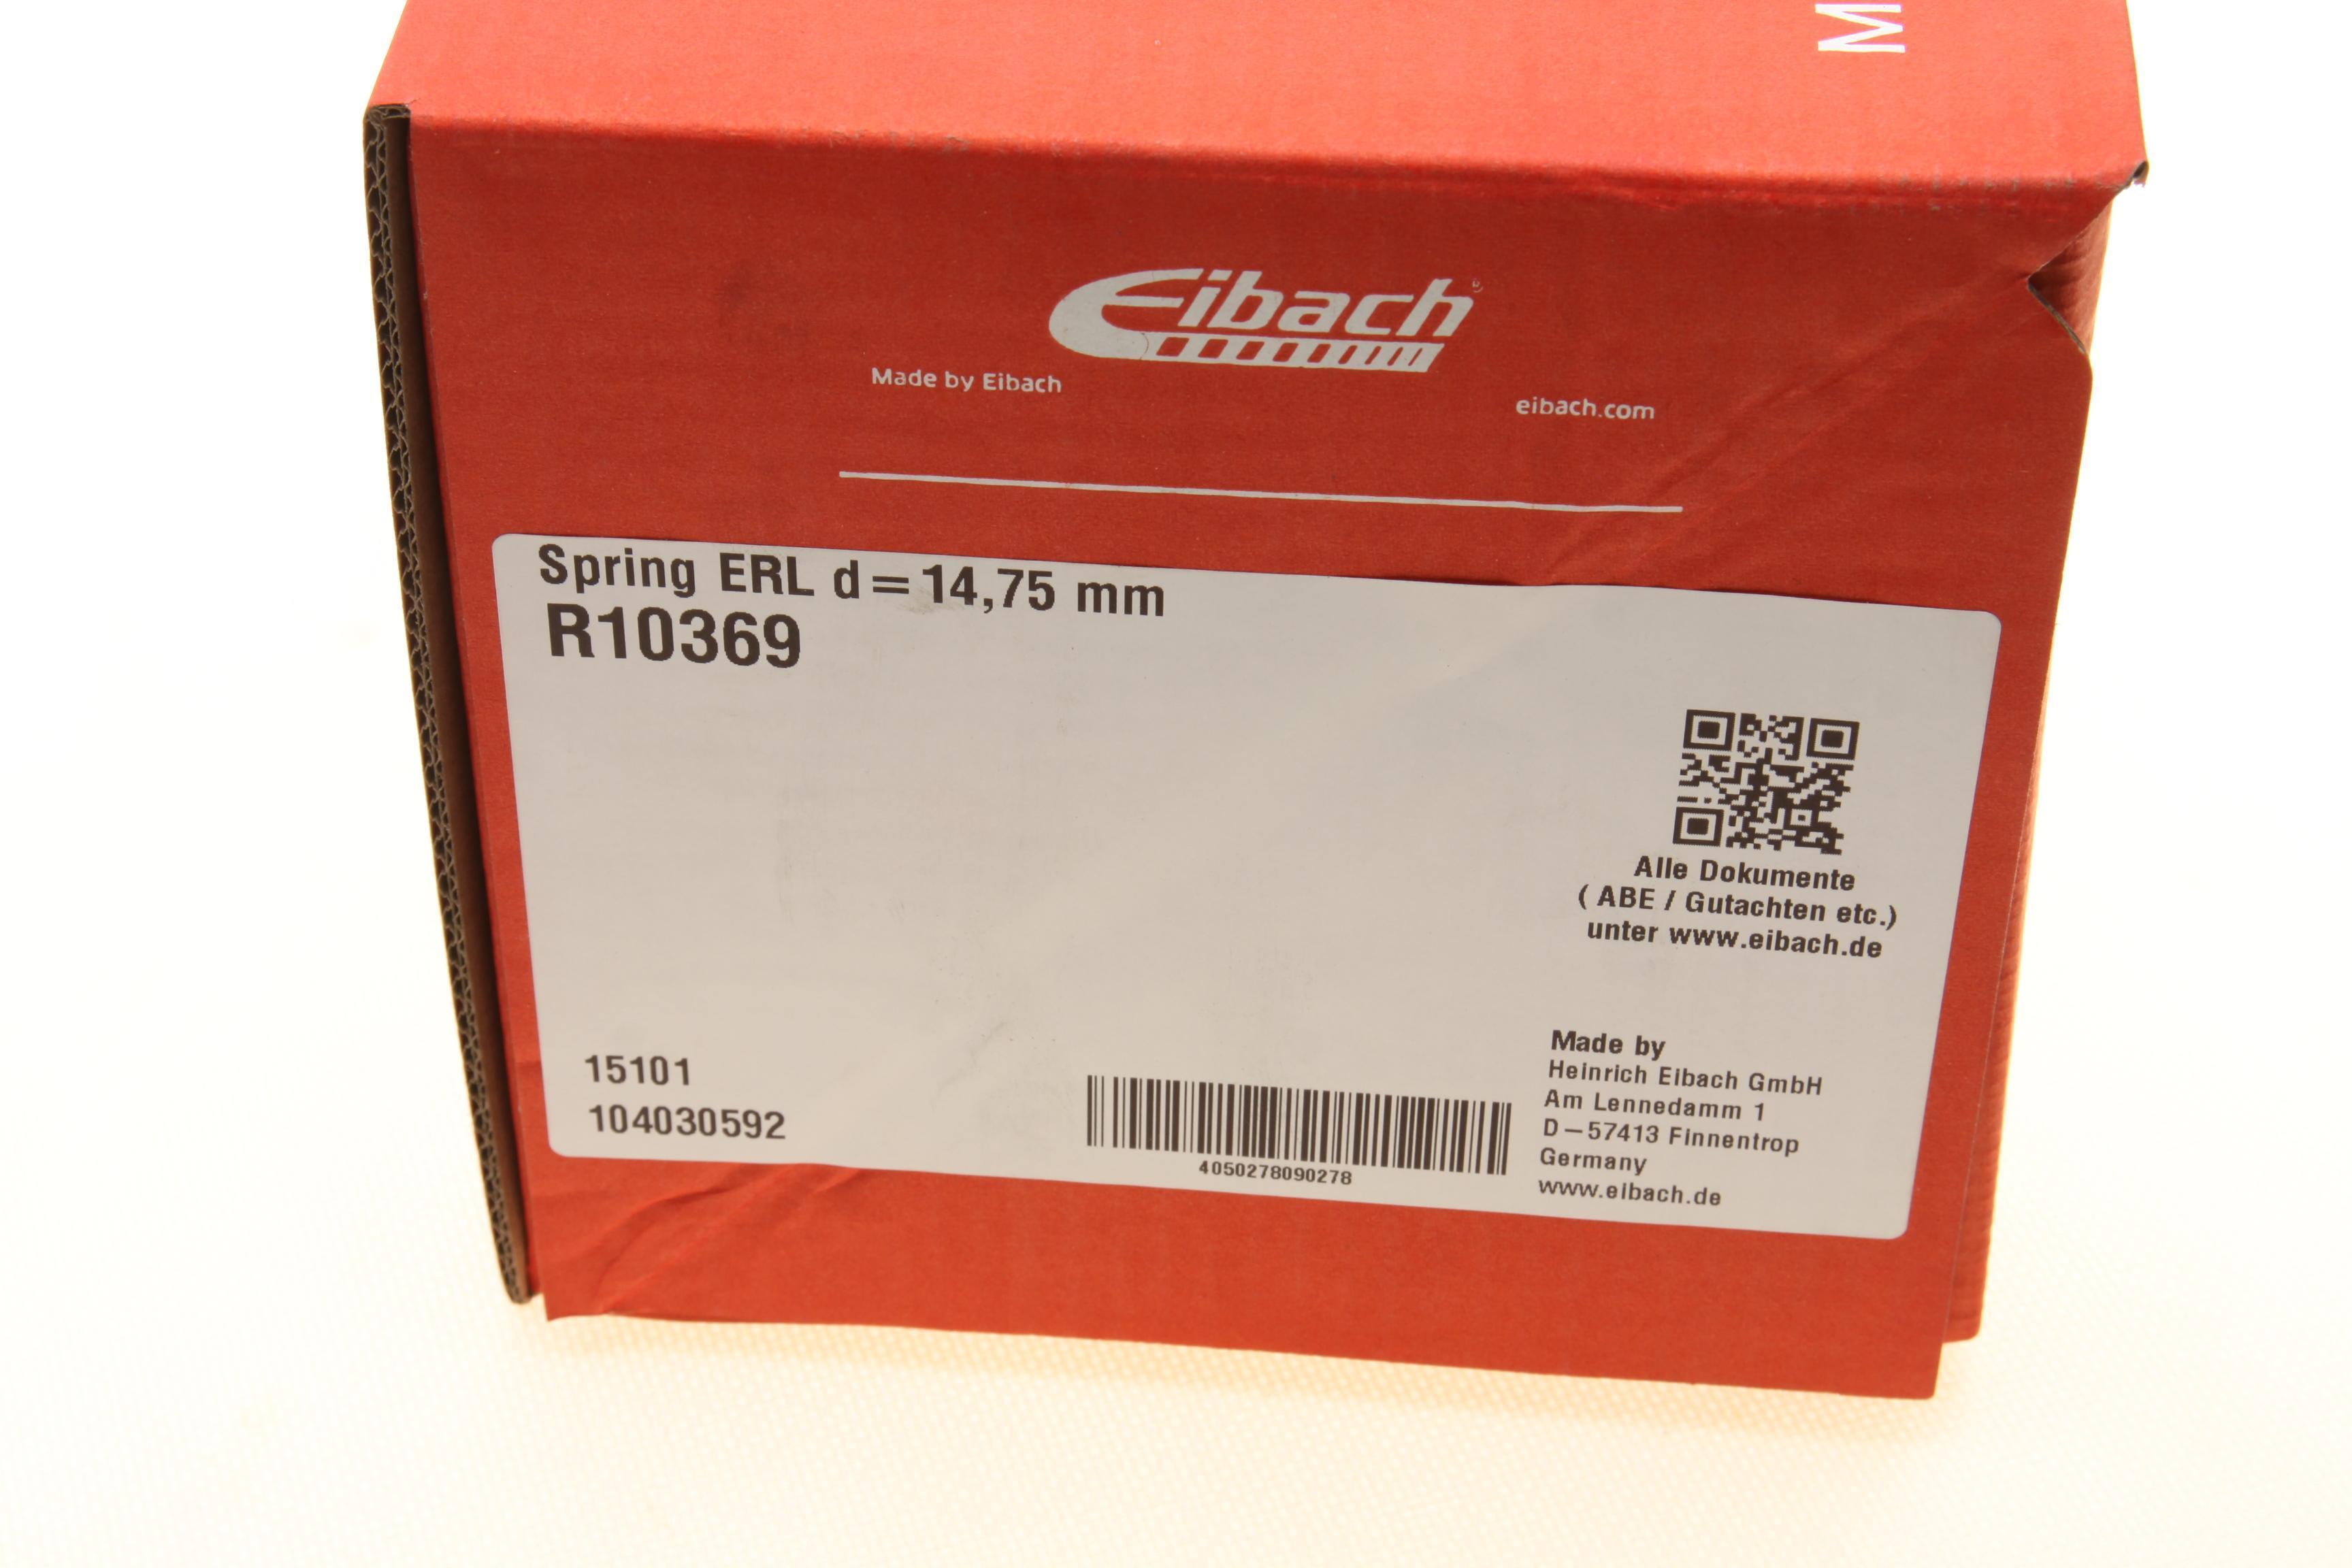 M
Eibach®
Made by Eibach
eibach.com
Spring ERL d=14,75 mm
R10369
Alle Dokumente
( ABE / Gutachten etc.)
unter www.eibach.de
15101
104030592
4050278090278
Made by
Heinrich Eibach GmbH
Am Lennedamm 1
D–57413 Finnentrop
Germany
www.eibach.de